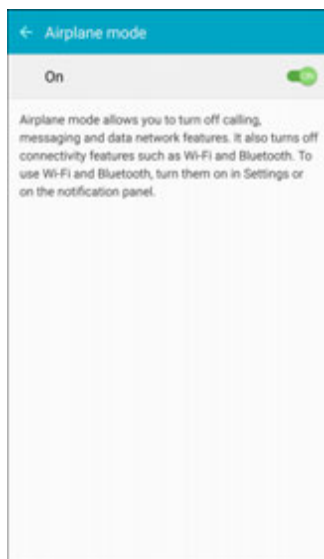 Airplane mode
On ON
Airplane mode allows you to turn off calling,
messaging and data network features. It also turns off
connectivity features such as Wi-Fi and Bluetooth. To
use Wi-Fi and Bluetooth, turn them on in Settings or
on the notification panel.